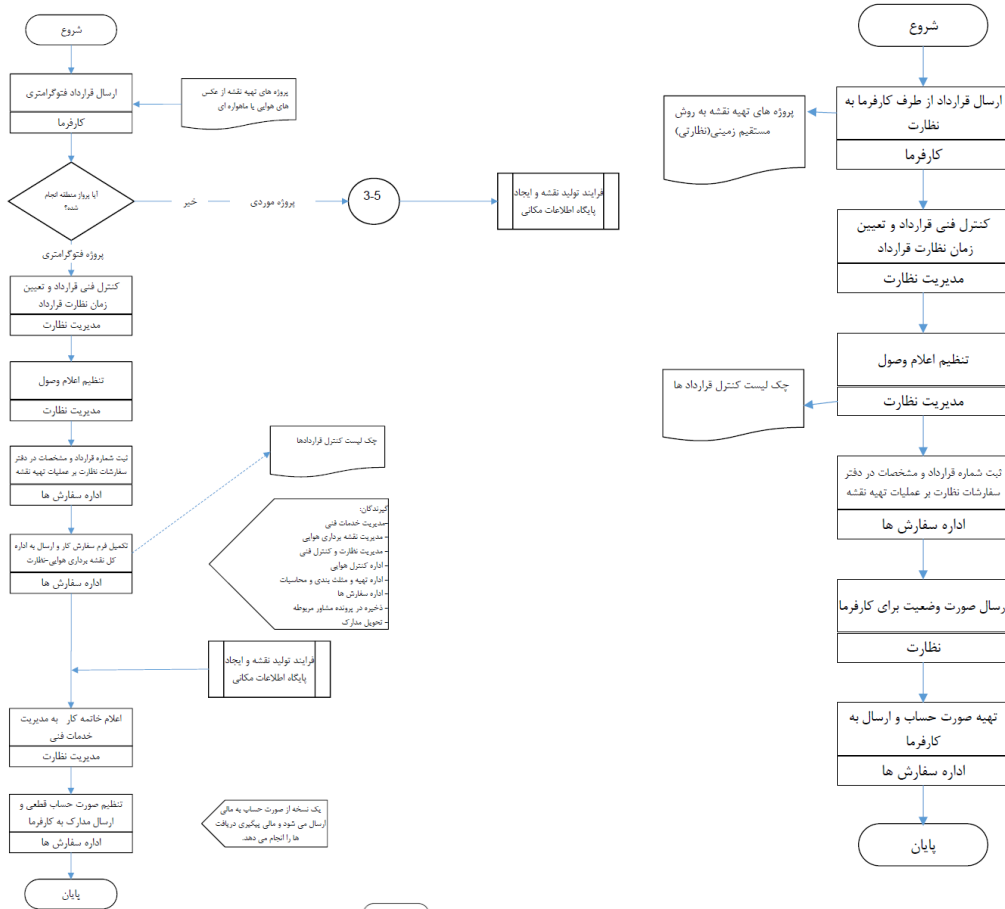 شروع
ارسال قرارداد فتوگرامتری
کارفرما
پروژه های تهیه نقشه از عکس
های هوایی یا ماهواره ای
آیا پرواز منطقه انجام
شده؟
خیر
پروژه موردی
3-5
فرایند تولید نقشه و ایجاد
پایگاه اطلاعات مکانی
پروژه فتوگرامتری
کنترل فنی قرارداد و تعیین
زمان نظارت قرارداد
مدیریت نظارت
تنظیم اعلام وصول
مدیریت نظارت
ثبت شماره قرارداد و مشخصات در دفتر
سفارشات نظارت بر عملیات تهیه نقشه
اداره سفارش ها
تکمیل فرم سفارش کار و ارسال به اداره
کل نقشه برداری هوایی-نظارت
اداره سفارش ها
چک لیست کنترل قراردادها
گیرندگان:
-مدیریت خدمات فنی
- مدیریت نقشه برداری هوایی
- مدیریت نظارت و کنترل فنی
- اداره کنترل هوایی
- اداره تهیه و مثلث بندی و محاسبات
- اداره سفارش ها
- ذخیره در پرونده مشاور مربوطه
- تحویل مدارک
فرایند تولید نقشه و ایجاد
پایگاه اطلاعات مکانی
اعلام خاتمه کار به مدیریت
خدمات فنی
مدیریت نظارت
تنظیم صورت حساب قطعی و
ارسال مدارک به کارفرما
اداره سفارش ها
یک نسخه از صورت حساب به مالی
ارسال می شود و مالی پیگیری دریافت
ها را انجام می دهد.
پایان
شروع
ارسال قرارداد از طرف کارفرما به
نظارت
کارفرما
پروژه های تهیه نقشه به روش
مستقیم زمینی(نظارتی)
کنترل فنی قرارداد و تعیین
زمان نظارت قرارداد
مدیریت نظارت
تنظیم اعلام وصول
مدیریت نظارت
چک لیست کنترل قرارداد ها
ثبت شماره قرارداد و مشخصات در دفتر
سفارشات نظارت بر عملیات تهیه نقشه
اداره سفارش ها
رسال صورت وضعیت برای کارفرما
نظارت
تهیه صورت حساب و ارسال به
کارفرما
اداره سفارش ها
پایان